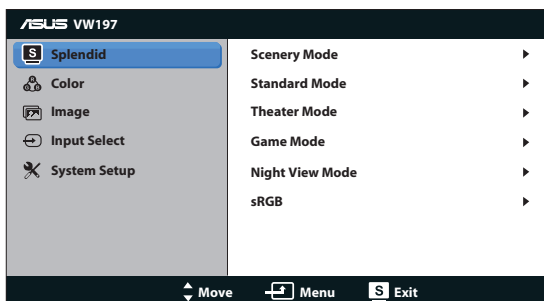 ASUS VW197
S Splendid
Color
Image
Input Select
System Setup
Scenery Mode
Standard Mode
Theater Mode
Game Mode
Night View Mode
sRGB
Move Menu S Exit